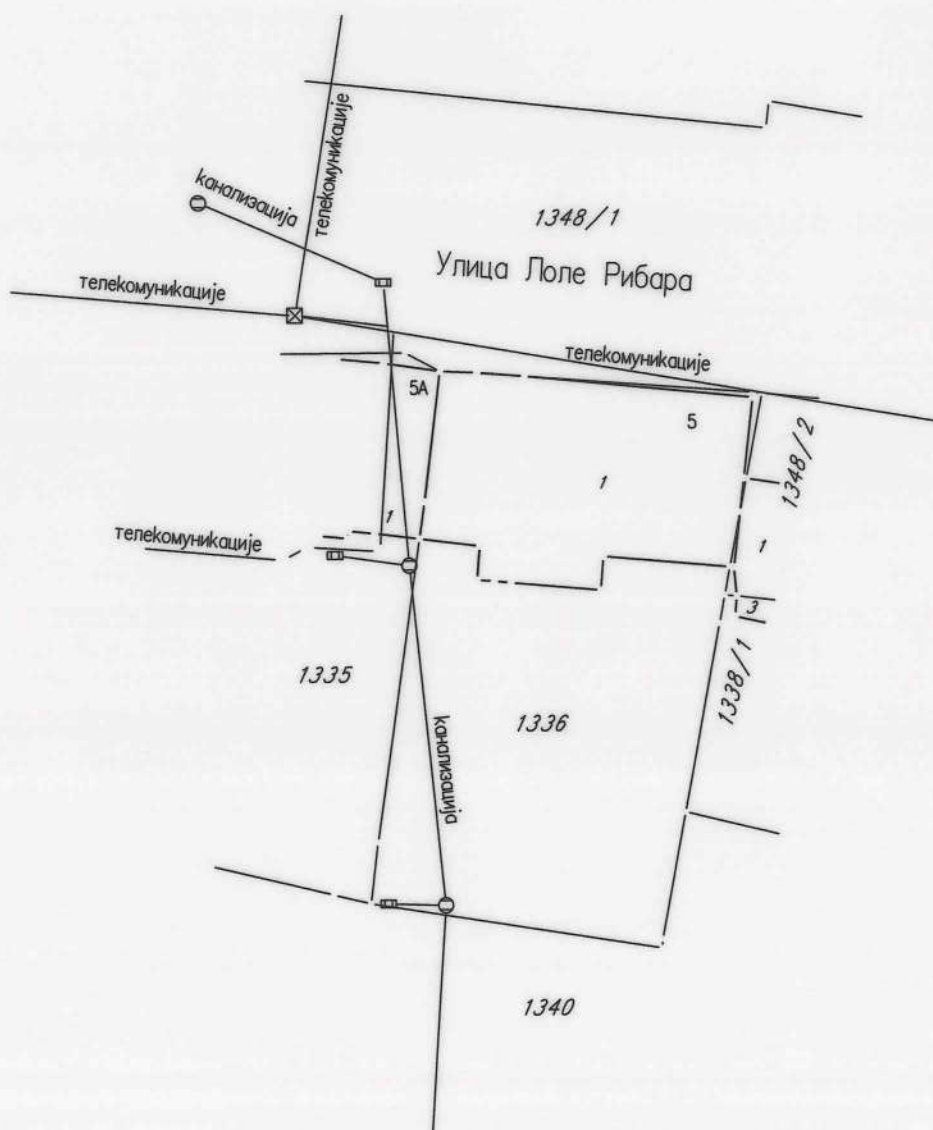 телекомуникације
канализација
1348/1
Улица Лоле Рибара
телекомуникације
телекомуникације
5А
5
1348/2
1
1
телекомуникације
1
3
1335
1338/1
1336
канализација
1340